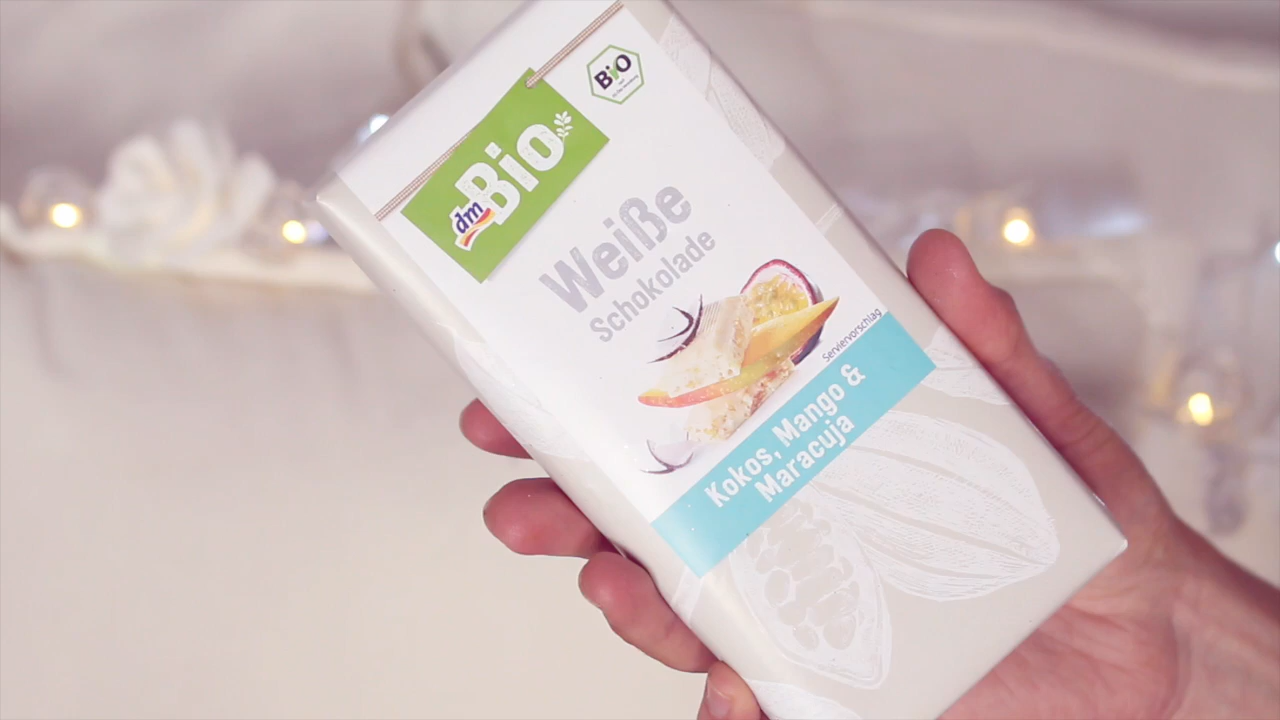 BiO
dm
Bio
Weiße
Schokolade
Serviervorschlag
Kokos, Mango &
Maracuja